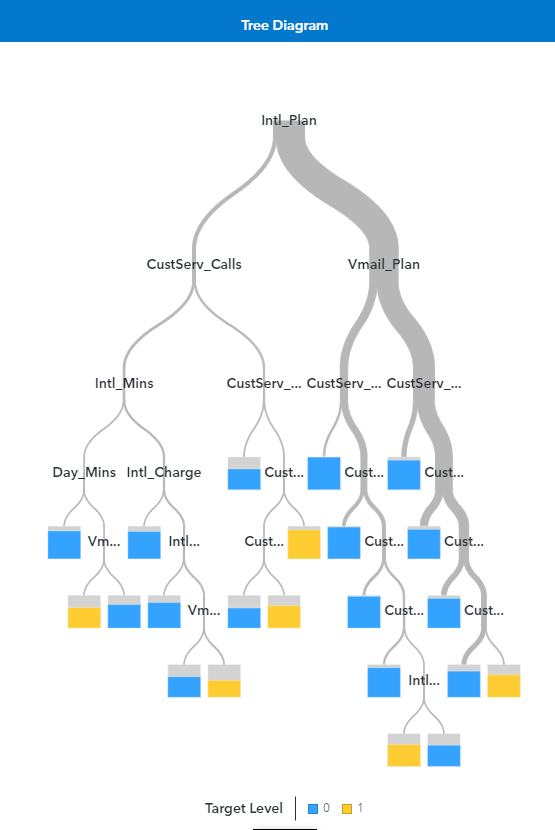 Tree Diagram
Intl_Plan
CustServ_Calls Vmail_Plan
Intl_Mins CustServ_... CustServ_... CustServ_...
Day_Mins Intl_Charge Cust... Cust... Cust...
Vm... Intl... Cust... Cust... Cust...
Vm... Cust... Cust...
Intl...
Target Level 0 1